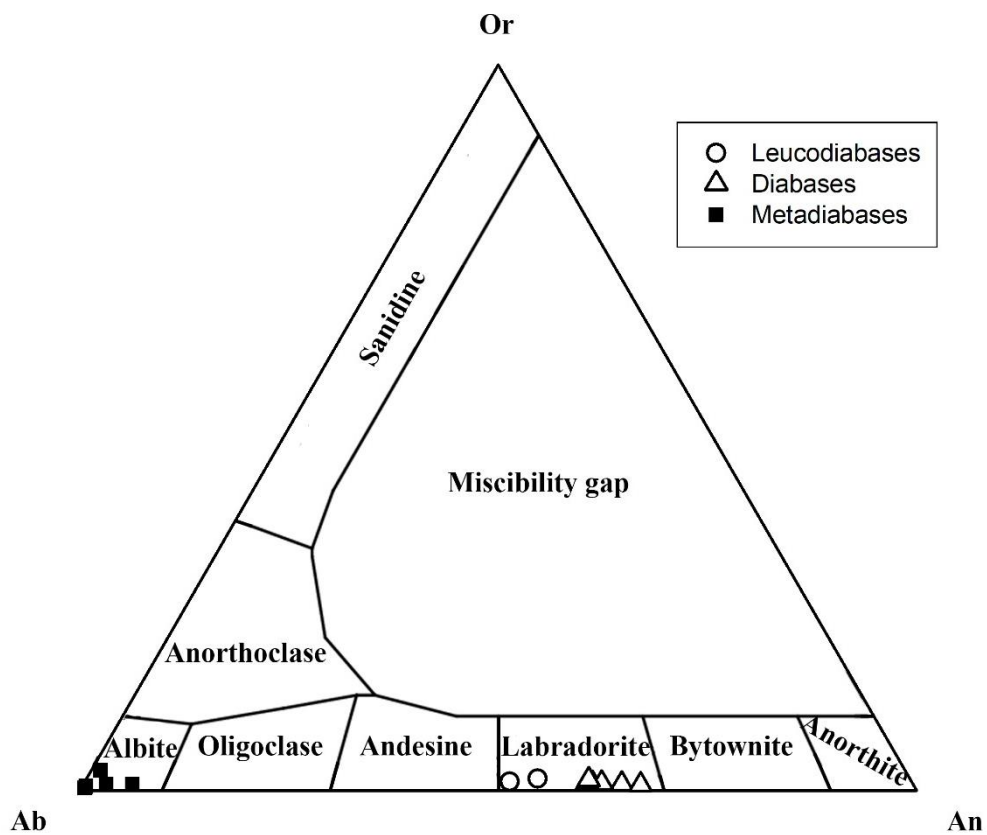 Or
Leucodiabases
Diabases
Metadiabases
Sanidine
Miscibility gap
Anorthoclase
Albite
Oligoclase
Andesine
Labradorite
Bytownite
Anorthite
Ab
An